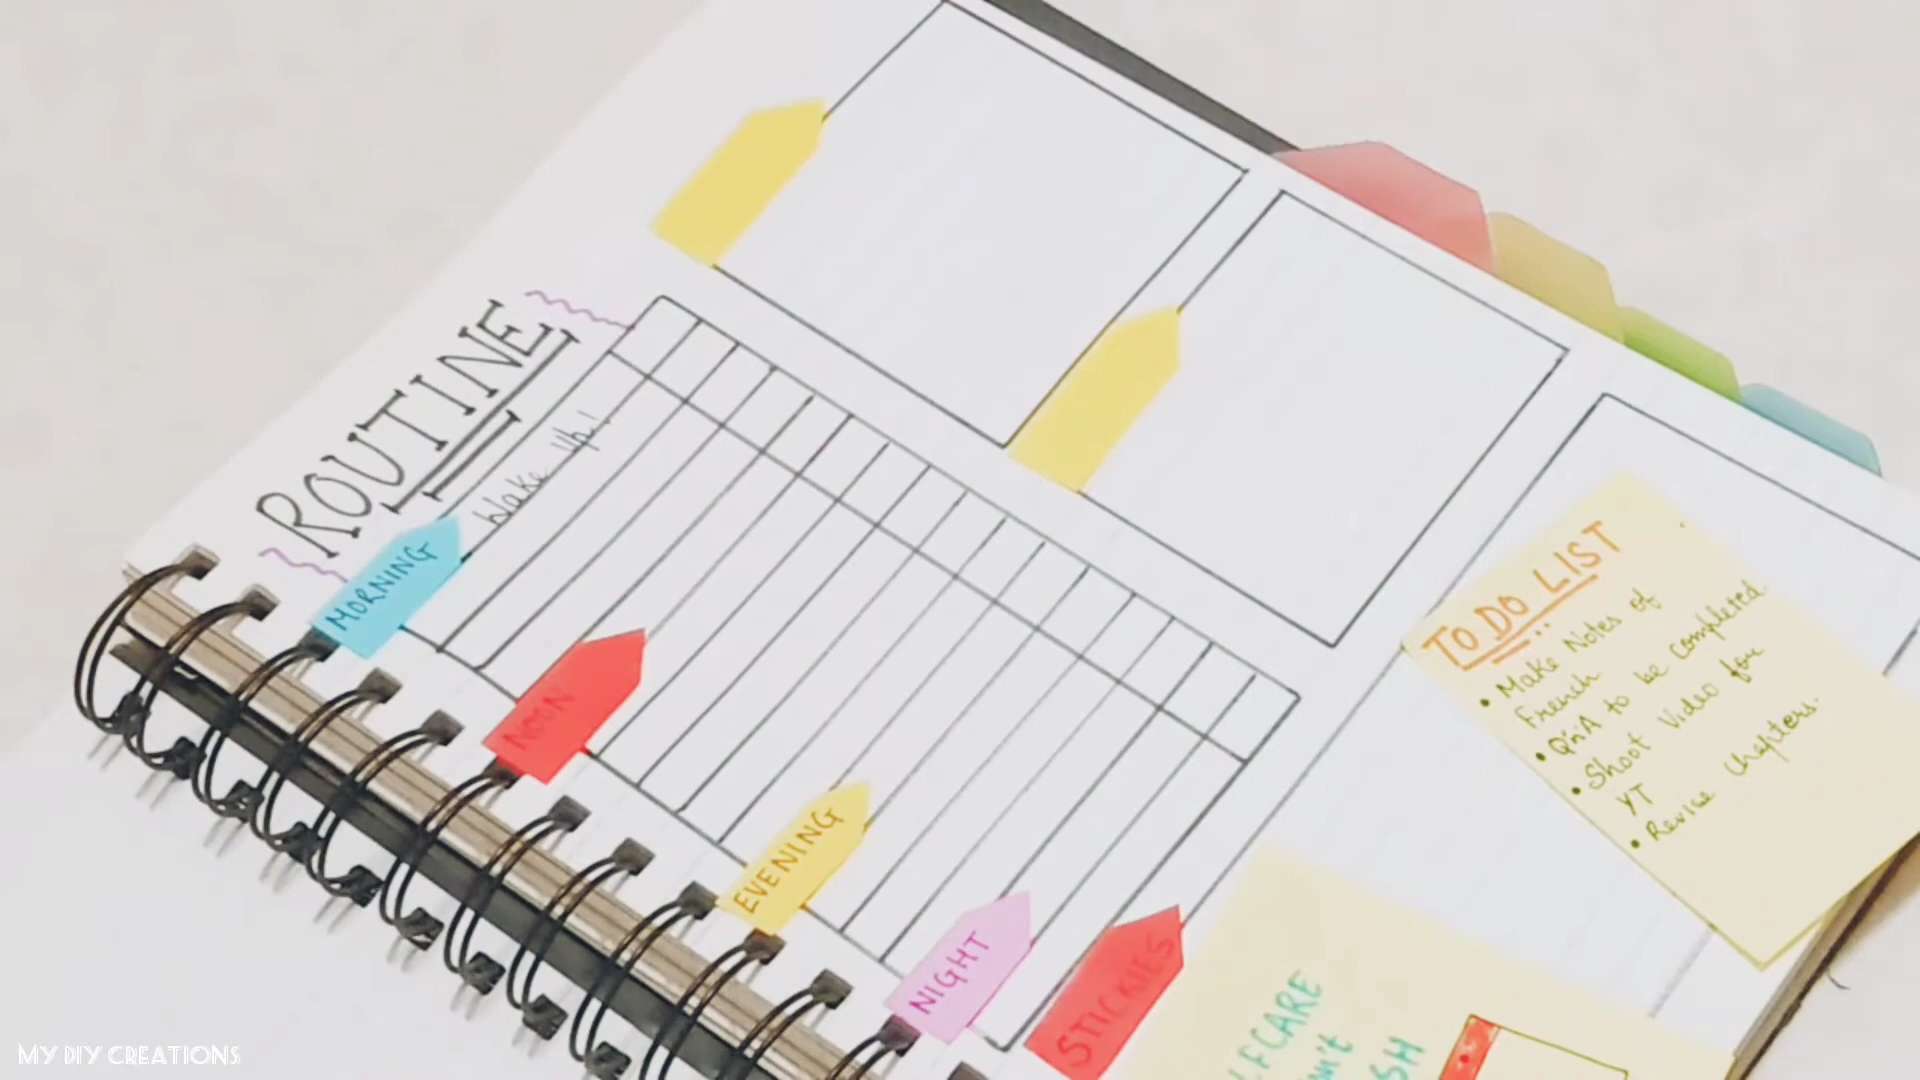 ROUTINE
Wake Up!
MORNING
NOON
EVENING
NIGHT
STICKIES
TO DO LIST
• Make Notes of
French
• Q'n'A to be completed.
• Shoot Video for
YT
• Revise Chapters.
MY DIY CREATIONS